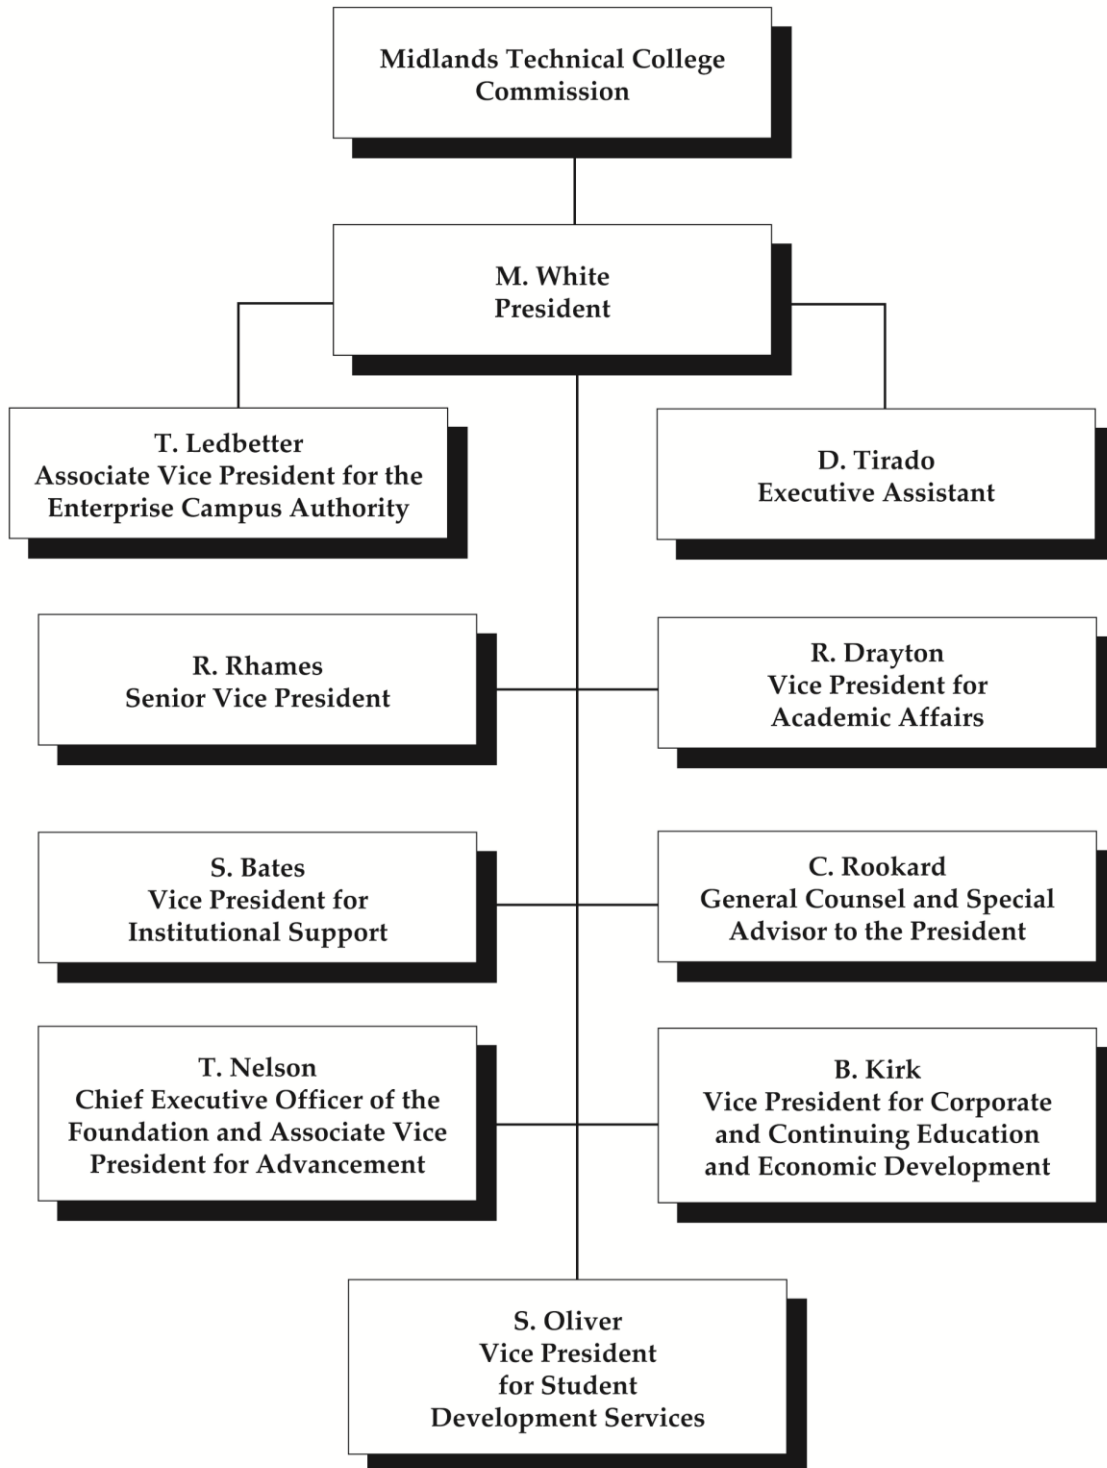 Midlands Technical College
Commission
M. White
President
T. Ledbetter
Associate Vice President for the
Enterprise Campus Authority
D. Tirado
Executive Assistant
R. Rhames
Senior Vice President
R. Drayton
Vice President for
Academic Affairs
S. Bates
Vice President for
Institutional Support
C. Rookard
General Counsel and Special
Advisor to the President
T. Nelson
Chief Executive Officer of the
Foundation and Associate Vice
President for Advancement
B. Kirk
Vice President for Corporate
and Continuing Education
and Economic Development
S. Oliver
Vice President
for Student
Development Services